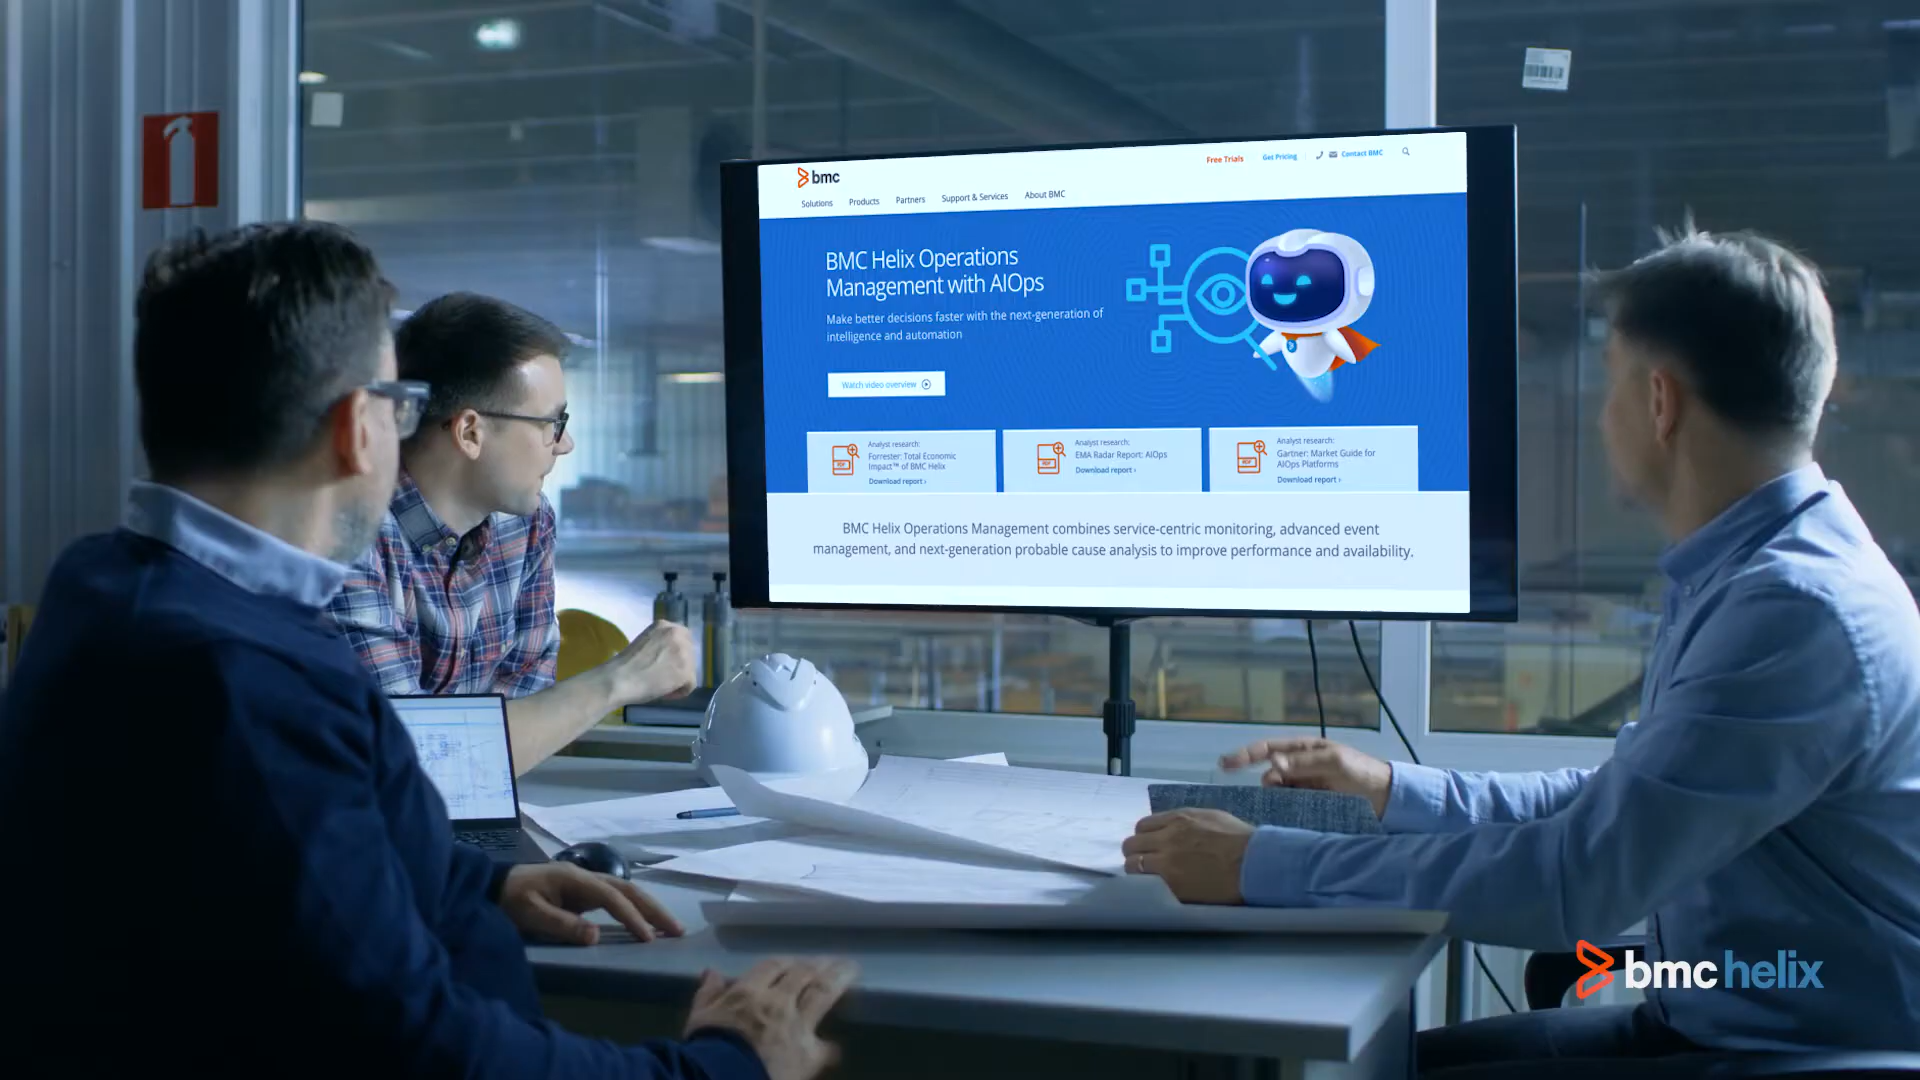 bmc
Free Trials
Get Pricing
Contact BMC
Solutions
Products
Partners
Support & Services
About BMC
BMC Helix Operations
Management with AIOps
Make better decisions faster with the next-generation of
intelligence and automation
Watch video overview
PDF
Analyst research:
Forrester: Total Economic
Impact™ of BMC Helix
Download report ›
PDF
Analyst research:
EMA Radar Report: AIOps
Download report ›
PDF
Analyst research:
Gartner: Market Guide for
AIOps Platforms
Download report ›
BMC Helix Operations Management combines service-centric monitoring, advanced event
management, and next-generation probable cause analysis to improve performance and availability.
bmc helix